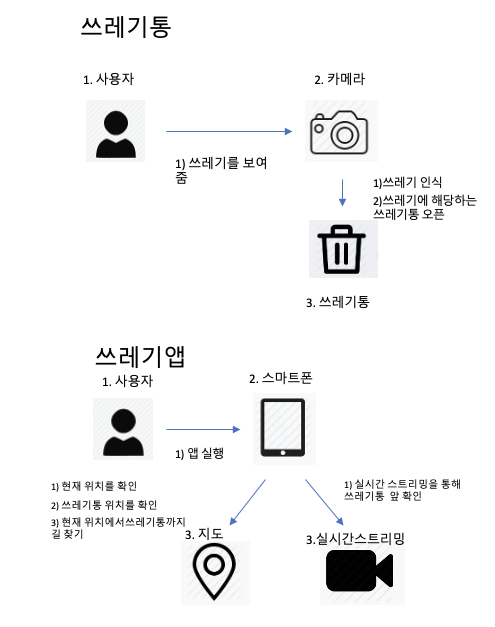 쓰레기통
1. 사용자
2. 카메라
1) 쓰레기를 보여
줌
1)쓰레기 인식
2)쓰레기에 해당하는
쓰레기통 오픈
3. 쓰레기통
쓰레기앱
1. 사용자
2. 스마트폰
1) 앱 실행
1) 현재 위치를 확인
2) 쓰레기통 위치를 확인
3) 현재 위치에서쓰레기통까지
길 찾기
1) 실시간 스트리밍을 통해
쓰레기통 앞 확인
3. 지도
3.실시간스트리밍